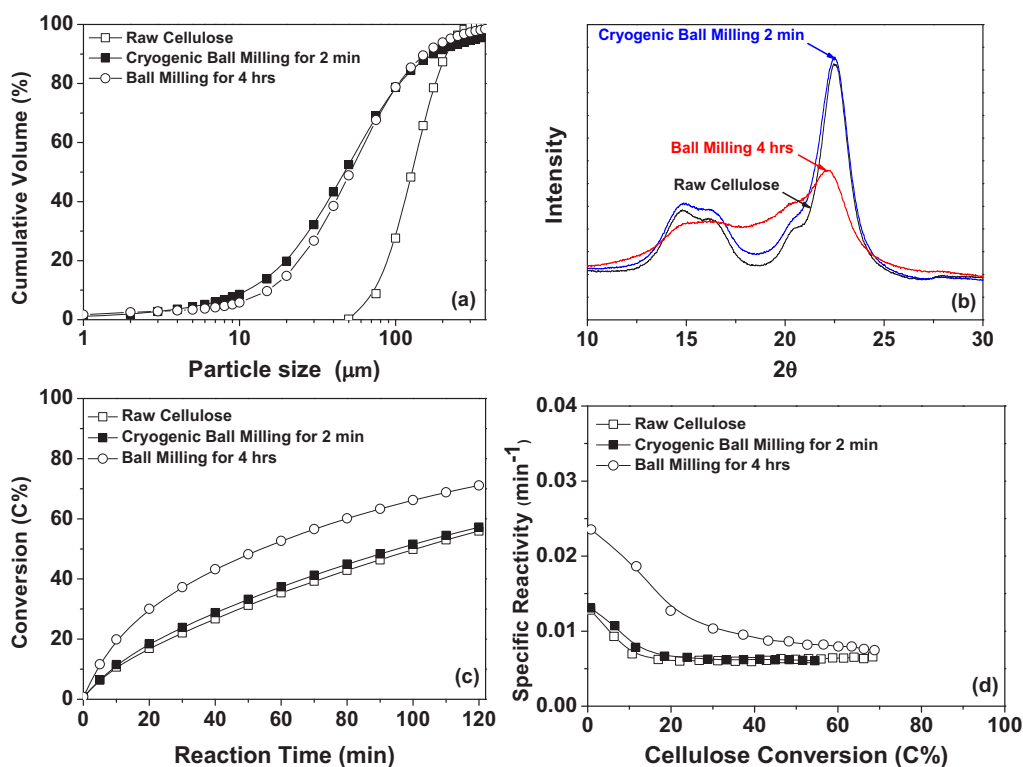 100
80
60
40
20
0
Cumulative Volume (%)
Raw Cellulose
Cryogenic Ball Milling for 2 min
Ball Milling for 4 hrs
(a)
1
10
100
Particle size (μm)
Intensity
Cryogenic Ball Milling 2 min
Ball Milling 4 hrs
Raw Cellulose
(b)
10
15
20
25
30
2θ
100
80
60
40
20
0
Conversion (C%)
Raw Cellulose
Cryogenic Ball Milling for 2 min
Ball Milling for 4 hrs
(c)
0
20
40
60
80
100
120
Reaction Time (min)
0.04
0.03
0.02
0.01
0.00
Specific Reactivity (min⁻¹)
Raw Cellulose
Cryogenic Ball Milling for 2 min
Ball Milling for 4 hrs
(d)
0
20
40
60
80
100
Cellulose Conversion (C%)